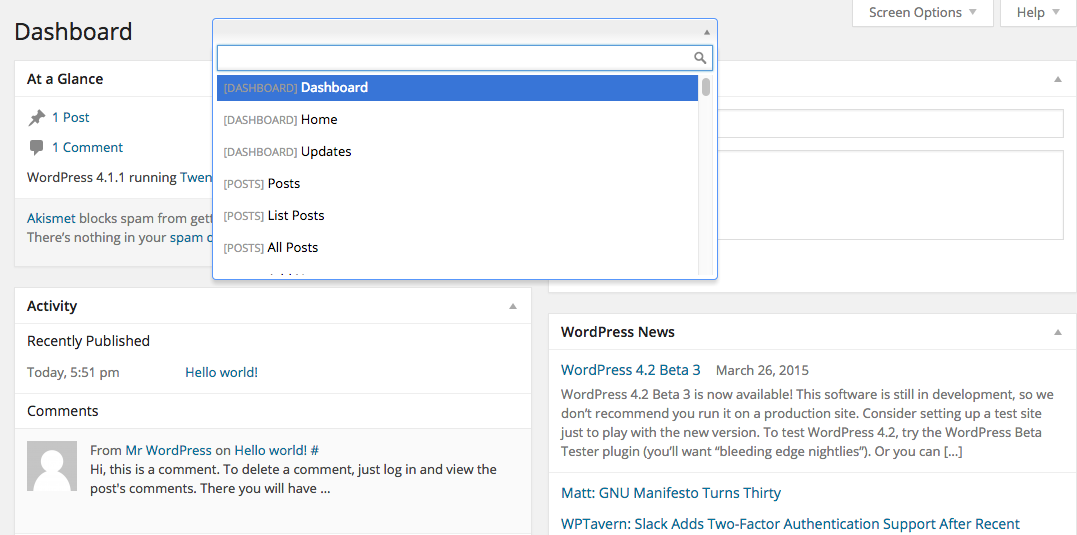 Dashboard
Screen Options
Help
[DASHBOARD] Dashboard
[DASHBOARD] Home
[DASHBOARD] Updates
[POSTS] Posts
[POSTS] List Posts
[POSTS] All Posts
At a Glance
1 Post
1 Comment
WordPress 4.1.1 running
Akismet blocks spam from
There's nothing in your spam
Activity
Recently Published
Today, 5:51 pm Hello world!
Comments
From Mr WordPress on Hello world! #
Hi, this is a comment. To delete a comment, just log in and view the
post's comments. There you will have ...
WordPress News
WordPress 4.2 Beta 3 March 26, 2015
WordPress 4.2 Beta 3 is now available! This software is still in development, so we
don’t recommend you run it on a production site. Consider setting up a test site
just to play with the new version. To test WordPress 4.2, try the WordPress Beta
Tester plugin (you’ll want “bleeding edge nightlies”). Or you can [...]
Matt: GNU Manifesto Turns Thirty
WPTavern: Slack Adds Two-Factor Authentication Support After Recent